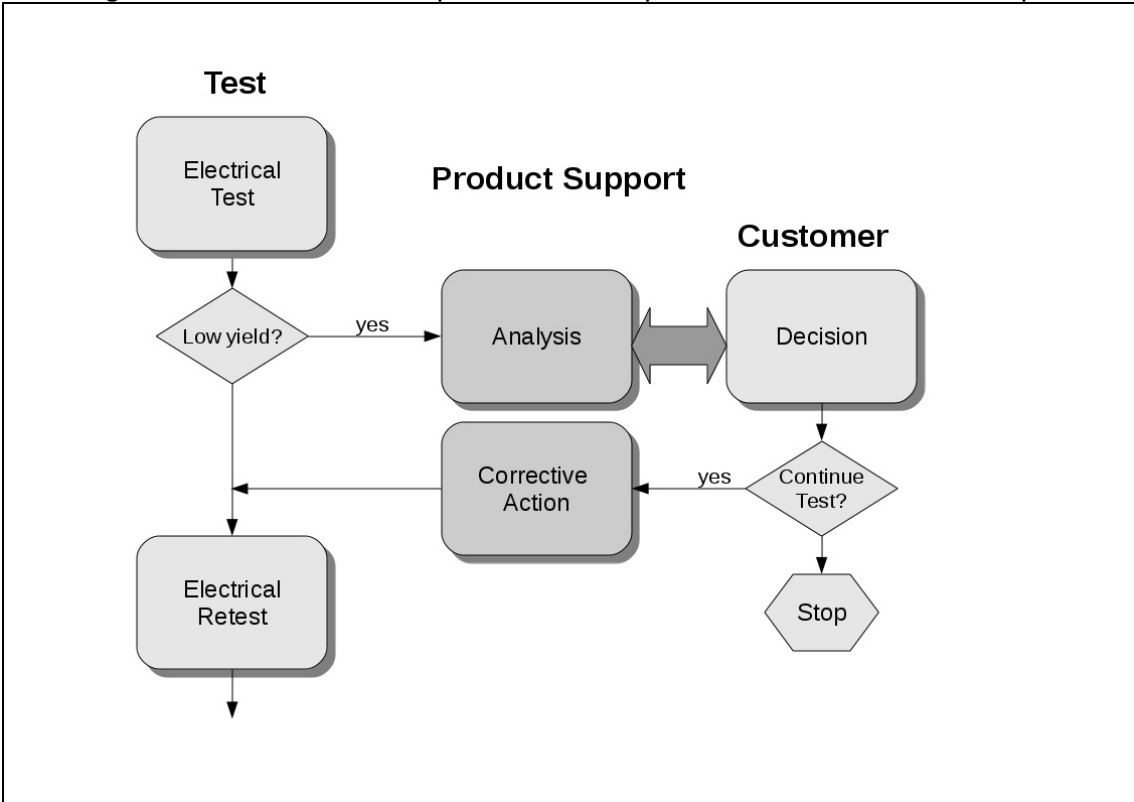 Test
Electrical
Test
Product Support
Customer
Low yield?
yes
Analysis
Decision
Corrective
Action
yes
Continue
Test?
Electrical
Retest
Stop